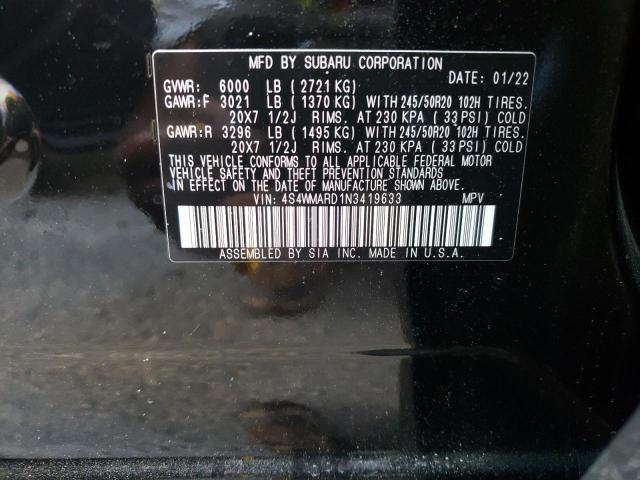 MFD BY SUBARU CORPORATION
DATE: 01/22
GVWR: 6000 LB ( 2721 KG)
GAWR:F 3021 LB ( 1370 KG) WITH 245/50R20 102H TIRES.
20X7 1/2J RIMS. AT 230 KPA ( 33 PSI) COLD
GAWR:R 3296 LB ( 1495 KG) WITH 245/50R20 102H TIRES.
20X7 1/2J RIMS. AT 230 KPA ( 33 PSI) COLD
THIS VEHICLE CONFORMS TO ALL APPLICABLE FEDERAL MOTOR
VEHICLE SAFETY AND THEFT PREVENTION STANDARDS
IN EFFECT ON THE DATE OF MANUFACTURE SHOWN ABOVE.
VIN: 4S4WMARD1N3419633 MPV
ASSEMBLED BY SIA INC. MADE IN U.S.A.